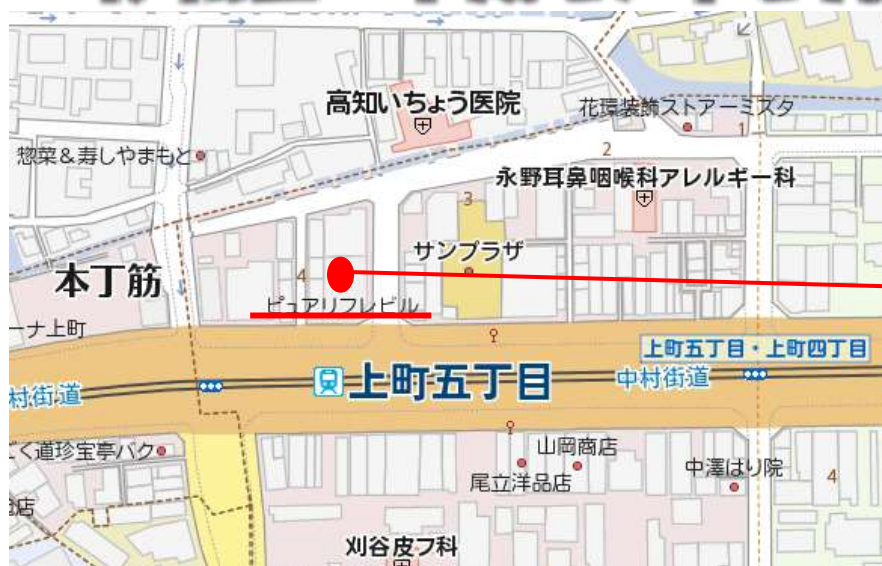 高知いちょう医院
花環装飾ストアーミスタ
1
惣菜&寿しやまもと
2
永野耳鼻咽喉科アレルギー科
3
サンプラザ
本丁筋
4
ピュアリフレビル
ーナ上町
上町五丁目・上町四丁目
上町五丁目
中村街道
村街道
く道珍宝亭バク
山岡商店
尾立洋品店
中澤はり院
4
店
刈谷皮フ科